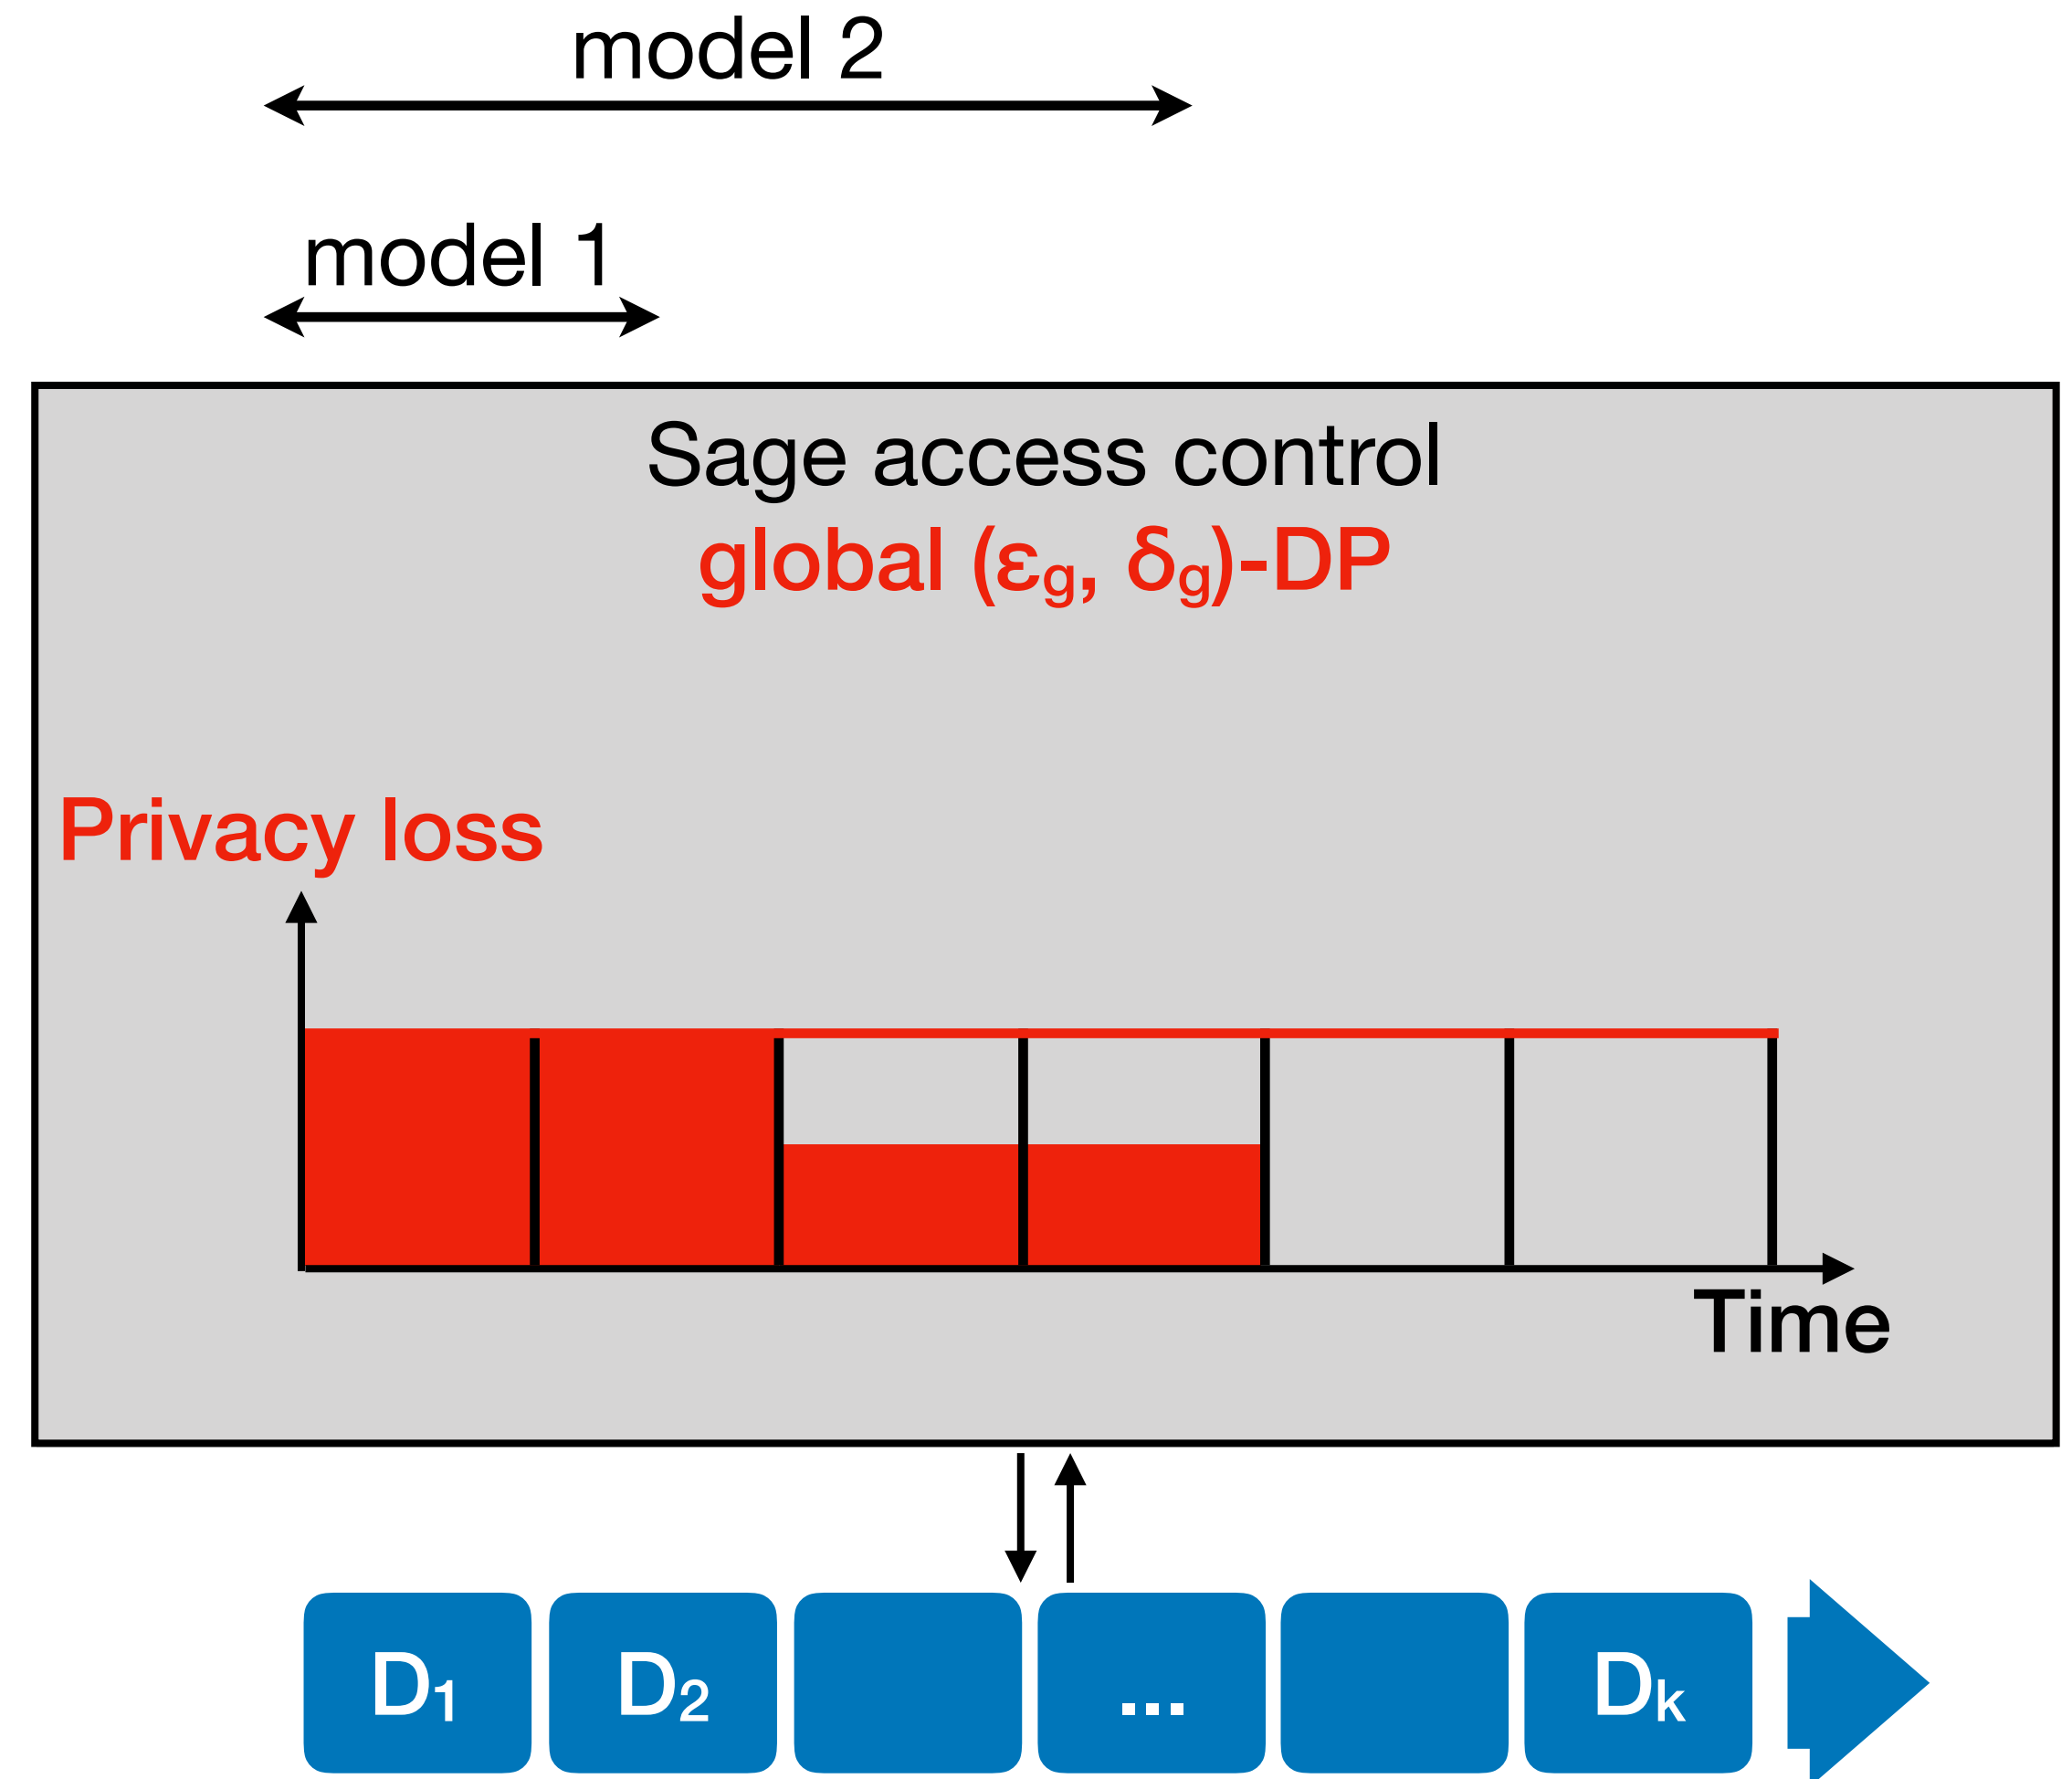 model 2
model 1
Sage access control
global (εg, δg)-DP
Privacy loss
Time
D1 D2 ... Dk